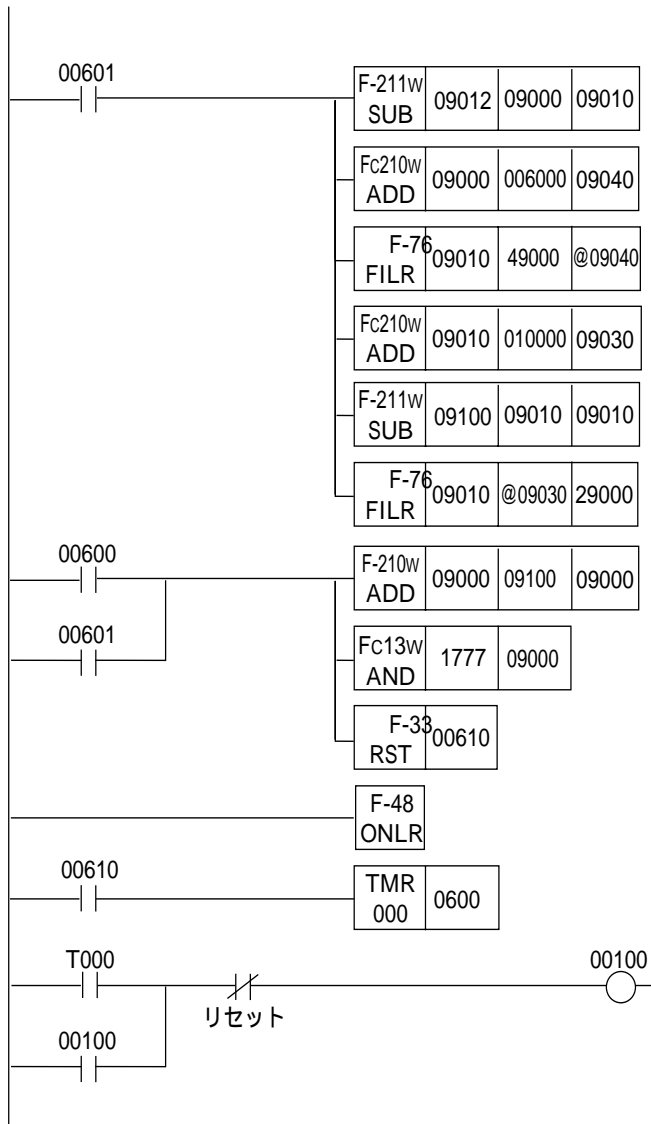 00601
F-211w SUB 09012 09000 09010
Fc210w ADD 09000 006000 09040
F-76 FILR 09010 49000 @09040
Fc210w ADD 09010 010000 09030
F-211w SUB 09100 09010 09010
F-76 FILR 09010 @09030 29000
00600
F-210w ADD 09000 09100 09000
00601
Fc13w AND 1777 09000
F-33 RST 00610
F-48 ONLR
00610
TMR 000 0600
T000
00100
リセット
00100